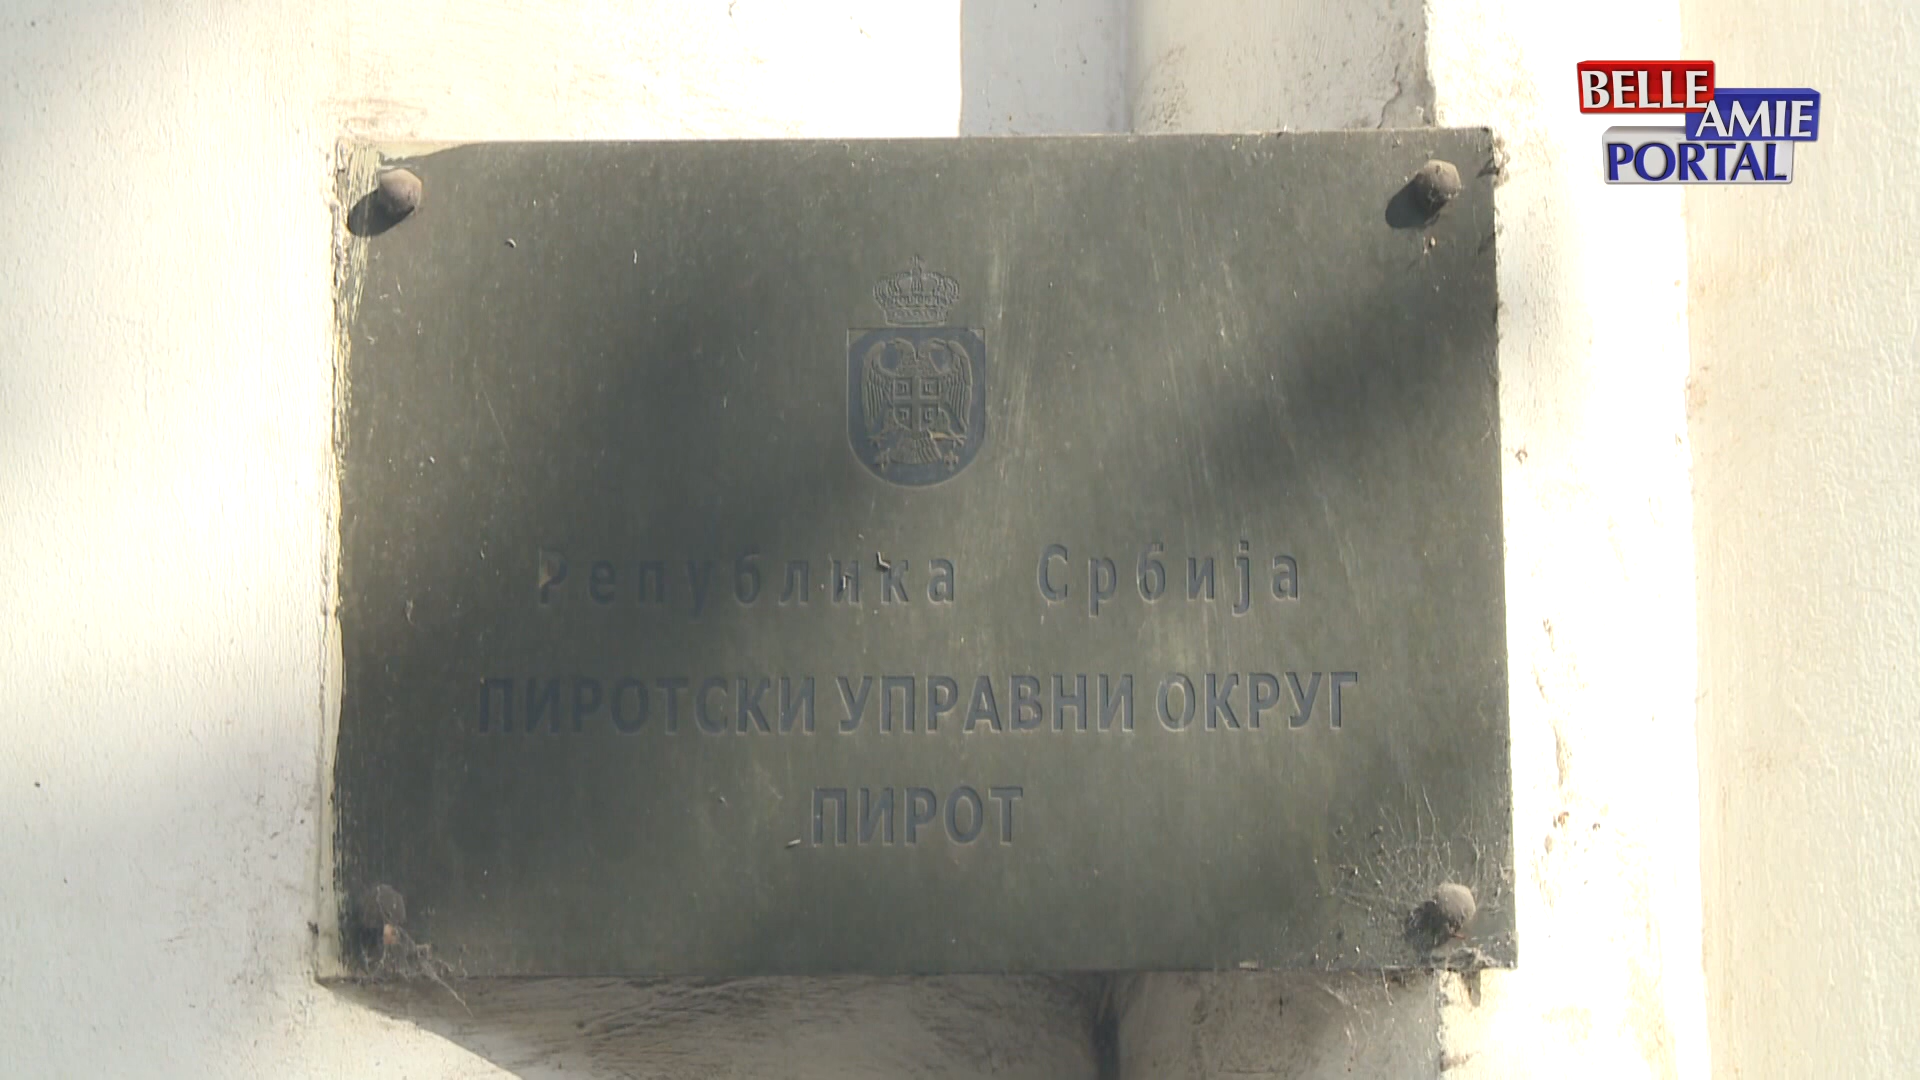 BELLE
AMIE
PORTAL
Република Србија
ПИРОТСКИ УПРАВНИ ОКРУГ
ПИРОТ